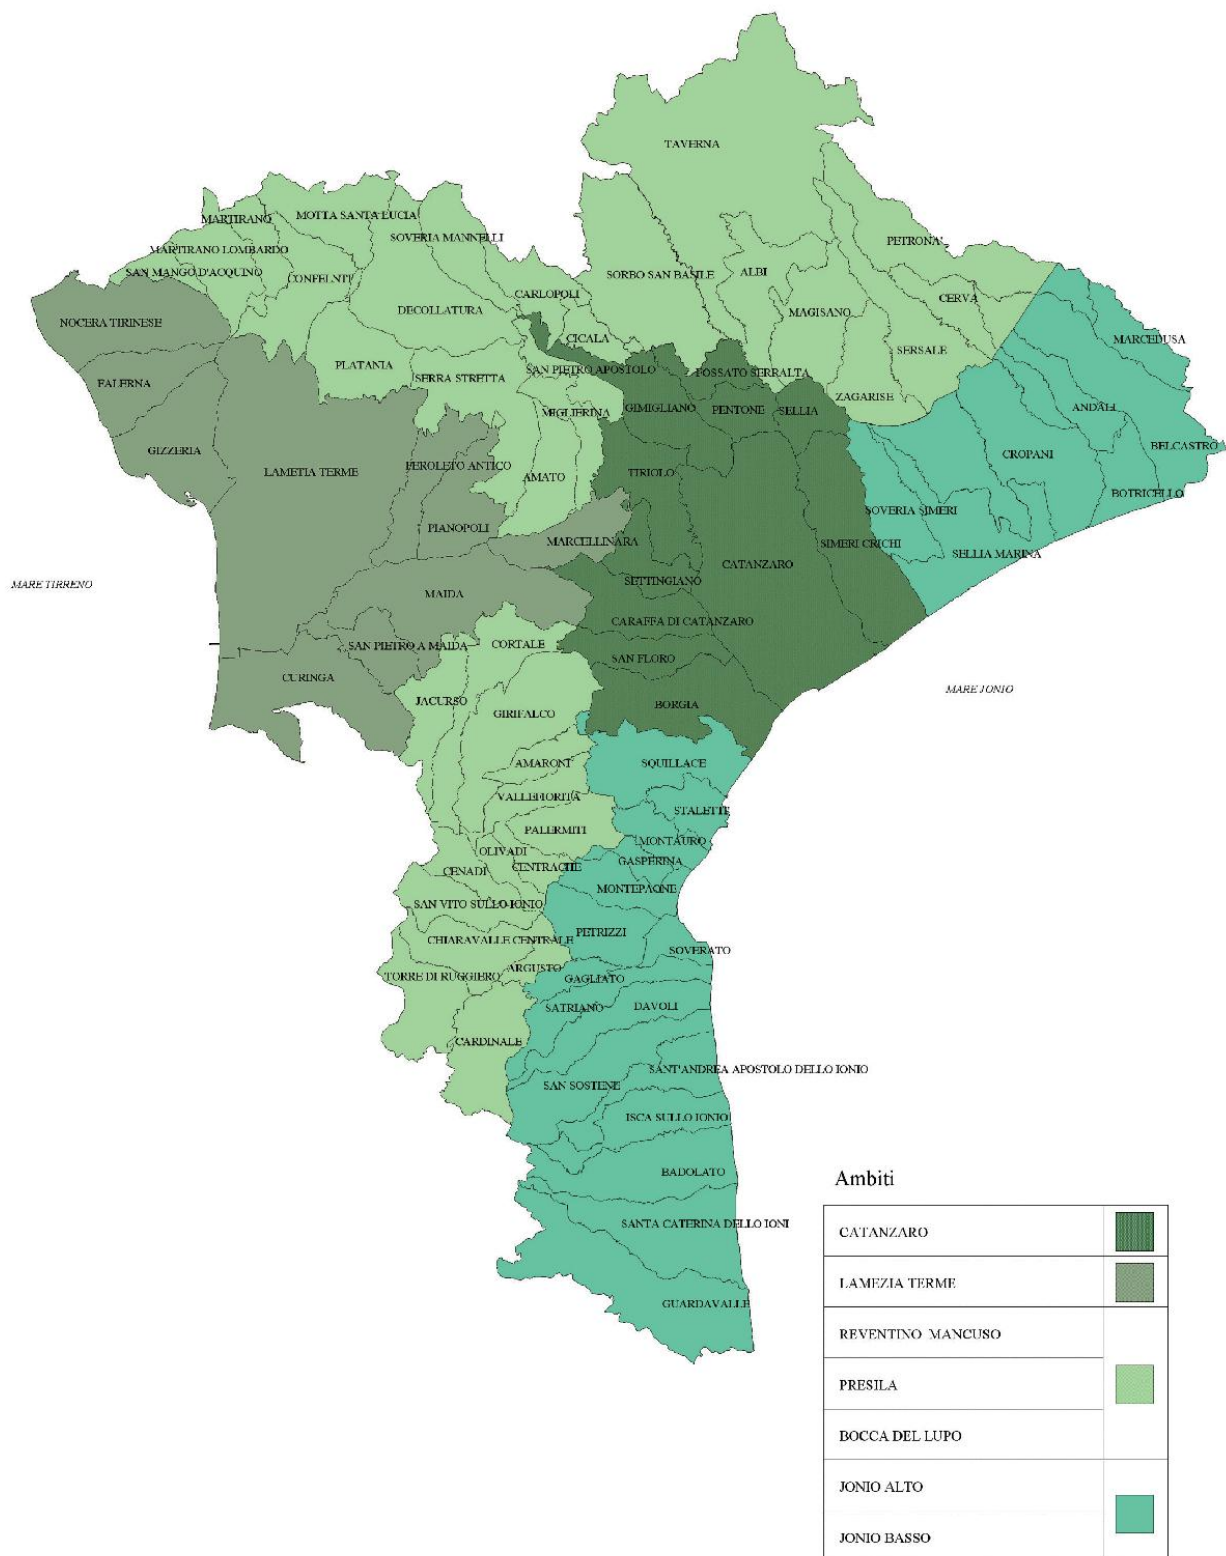 TAVERNA
MARTIRANO
MOTTA SANTA LUCIA
SOVERIA MANNELLI
PETRONA'
MARTIRANO LOMBARDO
SAN MANGO D'ACQUINO
CONFELNTI
SORBO SAN BASILE
ALBI
CARLOPOLI
CERVA
DECOLLATURA
MAGISANO
NOCERA TIRINESE
CICALA
MARCEDUSA
SERSALE
PLATANIA
SAN PIETRO APOSTOLO
FOSSATO SERRALTA
SERRA STRETTA
FALERNA
ZAGARISE
MIGLIERINA
GIMIGLIANO
PENTONE
SELLIA
ANDALI
GIZZERIA
BELCASTRO
CROPANI
LAMETIA TERME
FEROLETO ANTICO
TIRIOLO
AMATO
BOTRICELLO
SOVERIA SIMERI
PIANOPOLI
MARCELLINARA
SIMERI CRICHI
SELLIA MARINA
CATANZARO
MARE TIRRENO
SETTINGIANO
MAIDA
CARAFFA DI CATANZARO
SAN PIETRO A MAIDA
CORTALE
SAN FLORO
CURINGA
MARE JONIO
JACURSO
BORGIA
GIRIFALCO
AMARONI
SQUILLACE
VALLEFIORITA
STALETTI
PALERMITI
MONTAURO
OLIVADI
GASPERINA
CENTRACHE
CENADI
MONTEPAONE
SAN VITO SULLO IONIO
PETRIZZI
CHIARAVALLE CENTRALE
SOVERATO
ARGUSTO
TORRE DI RUGGIERO
GAGLIATO
SATRIANO
DAVOLI
CARDINALE
SANT'ANDREA APOSTOLO DELLO IONIO
SAN SOSTENE
ISCA SULLO IONIO
BADOLATO
SANTA CATERINA DELLO IONI
GUARDAVALLE
Ambiti
CATANZARO
LAMEZIA TERME
REVENTINO MANCUSO
PRESILA
BOCCA DEL LUPO
JONIO ALTO
JONIO BASSO